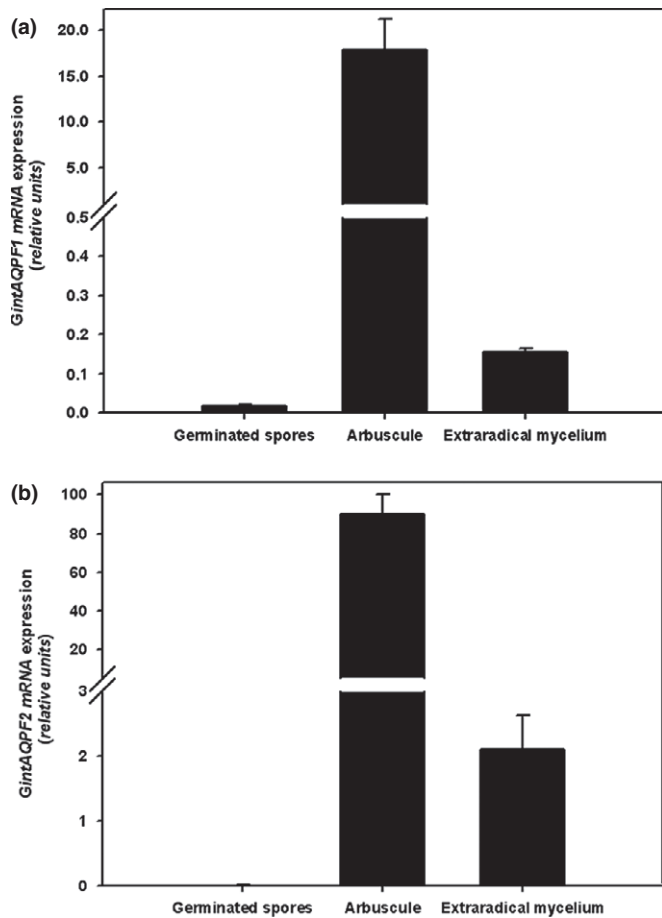 (a)
GintAQPF1 mRNA expression
(relative units)
20.0
15.0
10.0
5.0
0.5
0.4
0.3
0.2
0.1
0.0
Germinated spores Arbuscule Extraradical mycelium
(b)
GintAQPF2 mRNA expression
(relative units)
100
80
60
40
20
3
2
1
0
Germinated spores Arbuscule Extraradical mycelium